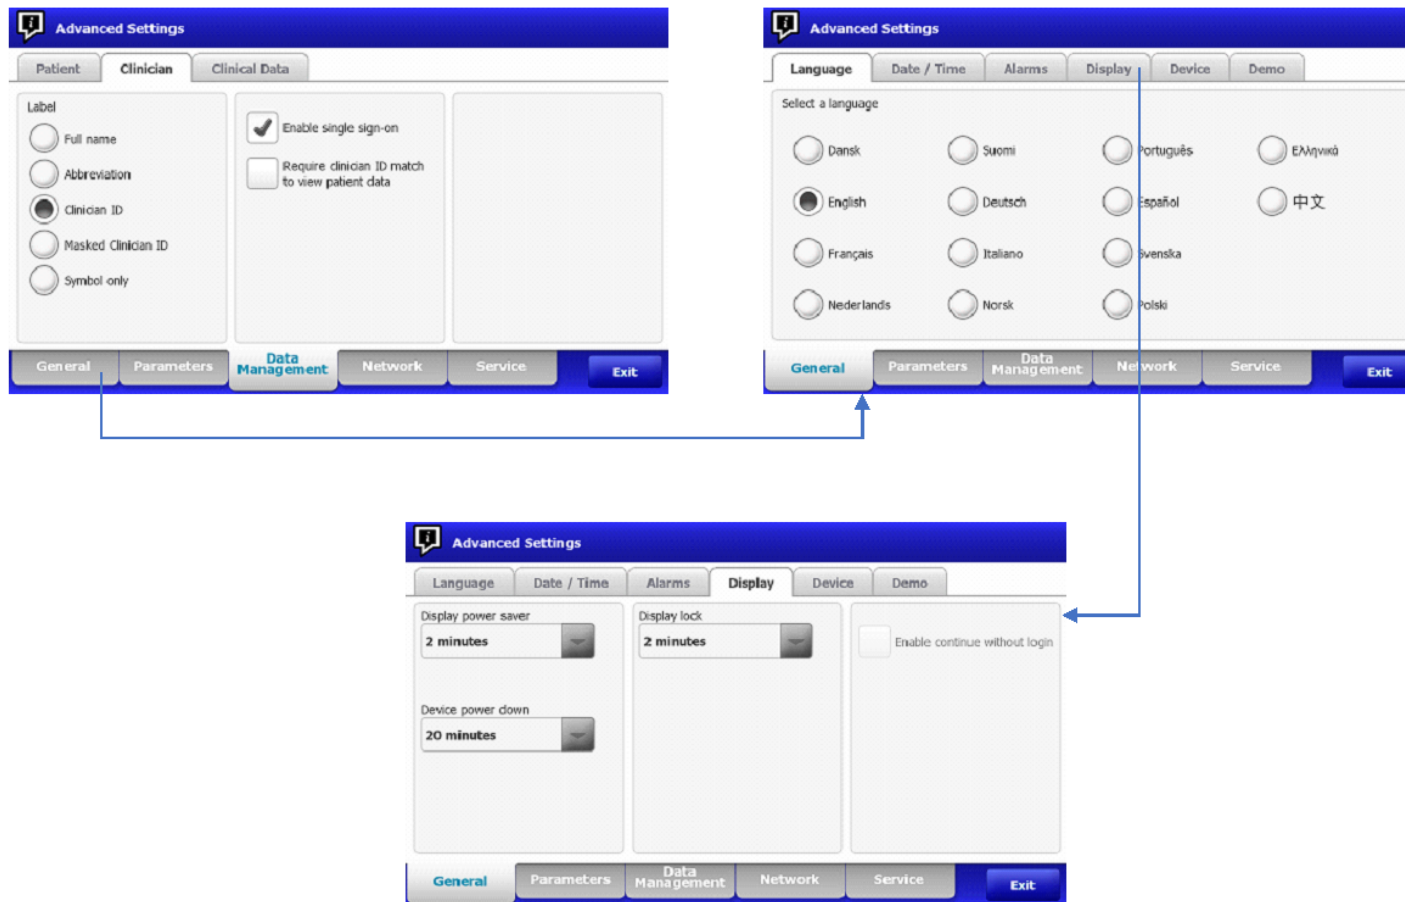 Advanced Settings
Patient Clinician Clinical Data
Label
Full name
Abbreviation
Clinician ID
Masked Clinician ID
Symbol only
Enable single sign-on
Require clinician ID match
to view patient data
General Parameters Data Management Network Service Exit
Advanced Settings
Language Date / Time Alarms Display Device Demo
Select a language
Dansk Suomi Português Ελληνικά
English Deutsch Español 中文
Français Italiano Svenska
Nederlands Norsk Polski
General Parameters Data Management Network Service Exit
Advanced Settings
Language Date / Time Alarms Display Device Demo
Display power saver
2 minutes
Device power down
20 minutes
Display lock
2 minutes
Enable continue without login
General Parameters Data Management Network Service Exit